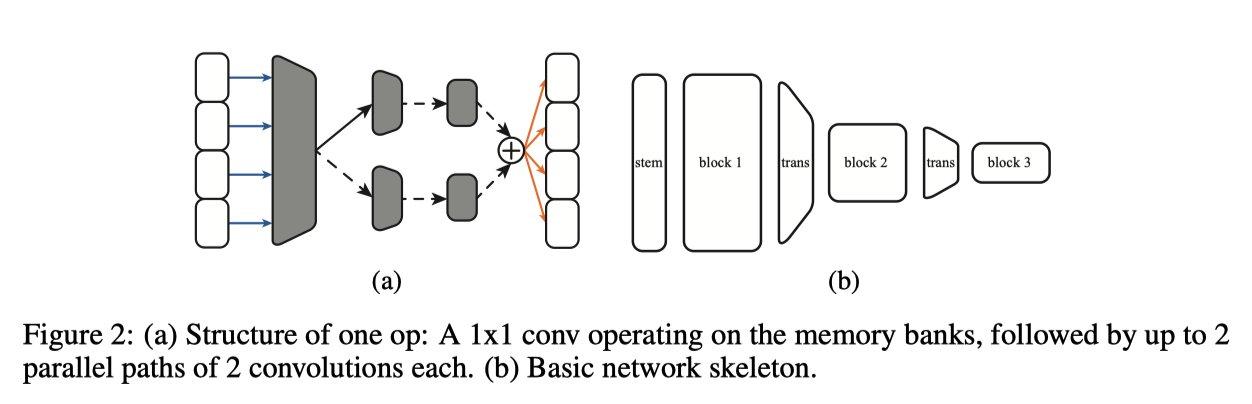 stem
block 1
trans
block 2
trans
block 3
(a)
(b)
Figure 2: (a) Structure of one op: A 1x1 conv operating on the memory banks, followed by up to 2
parallel paths of 2 convolutions each. (b) Basic network skeleton.